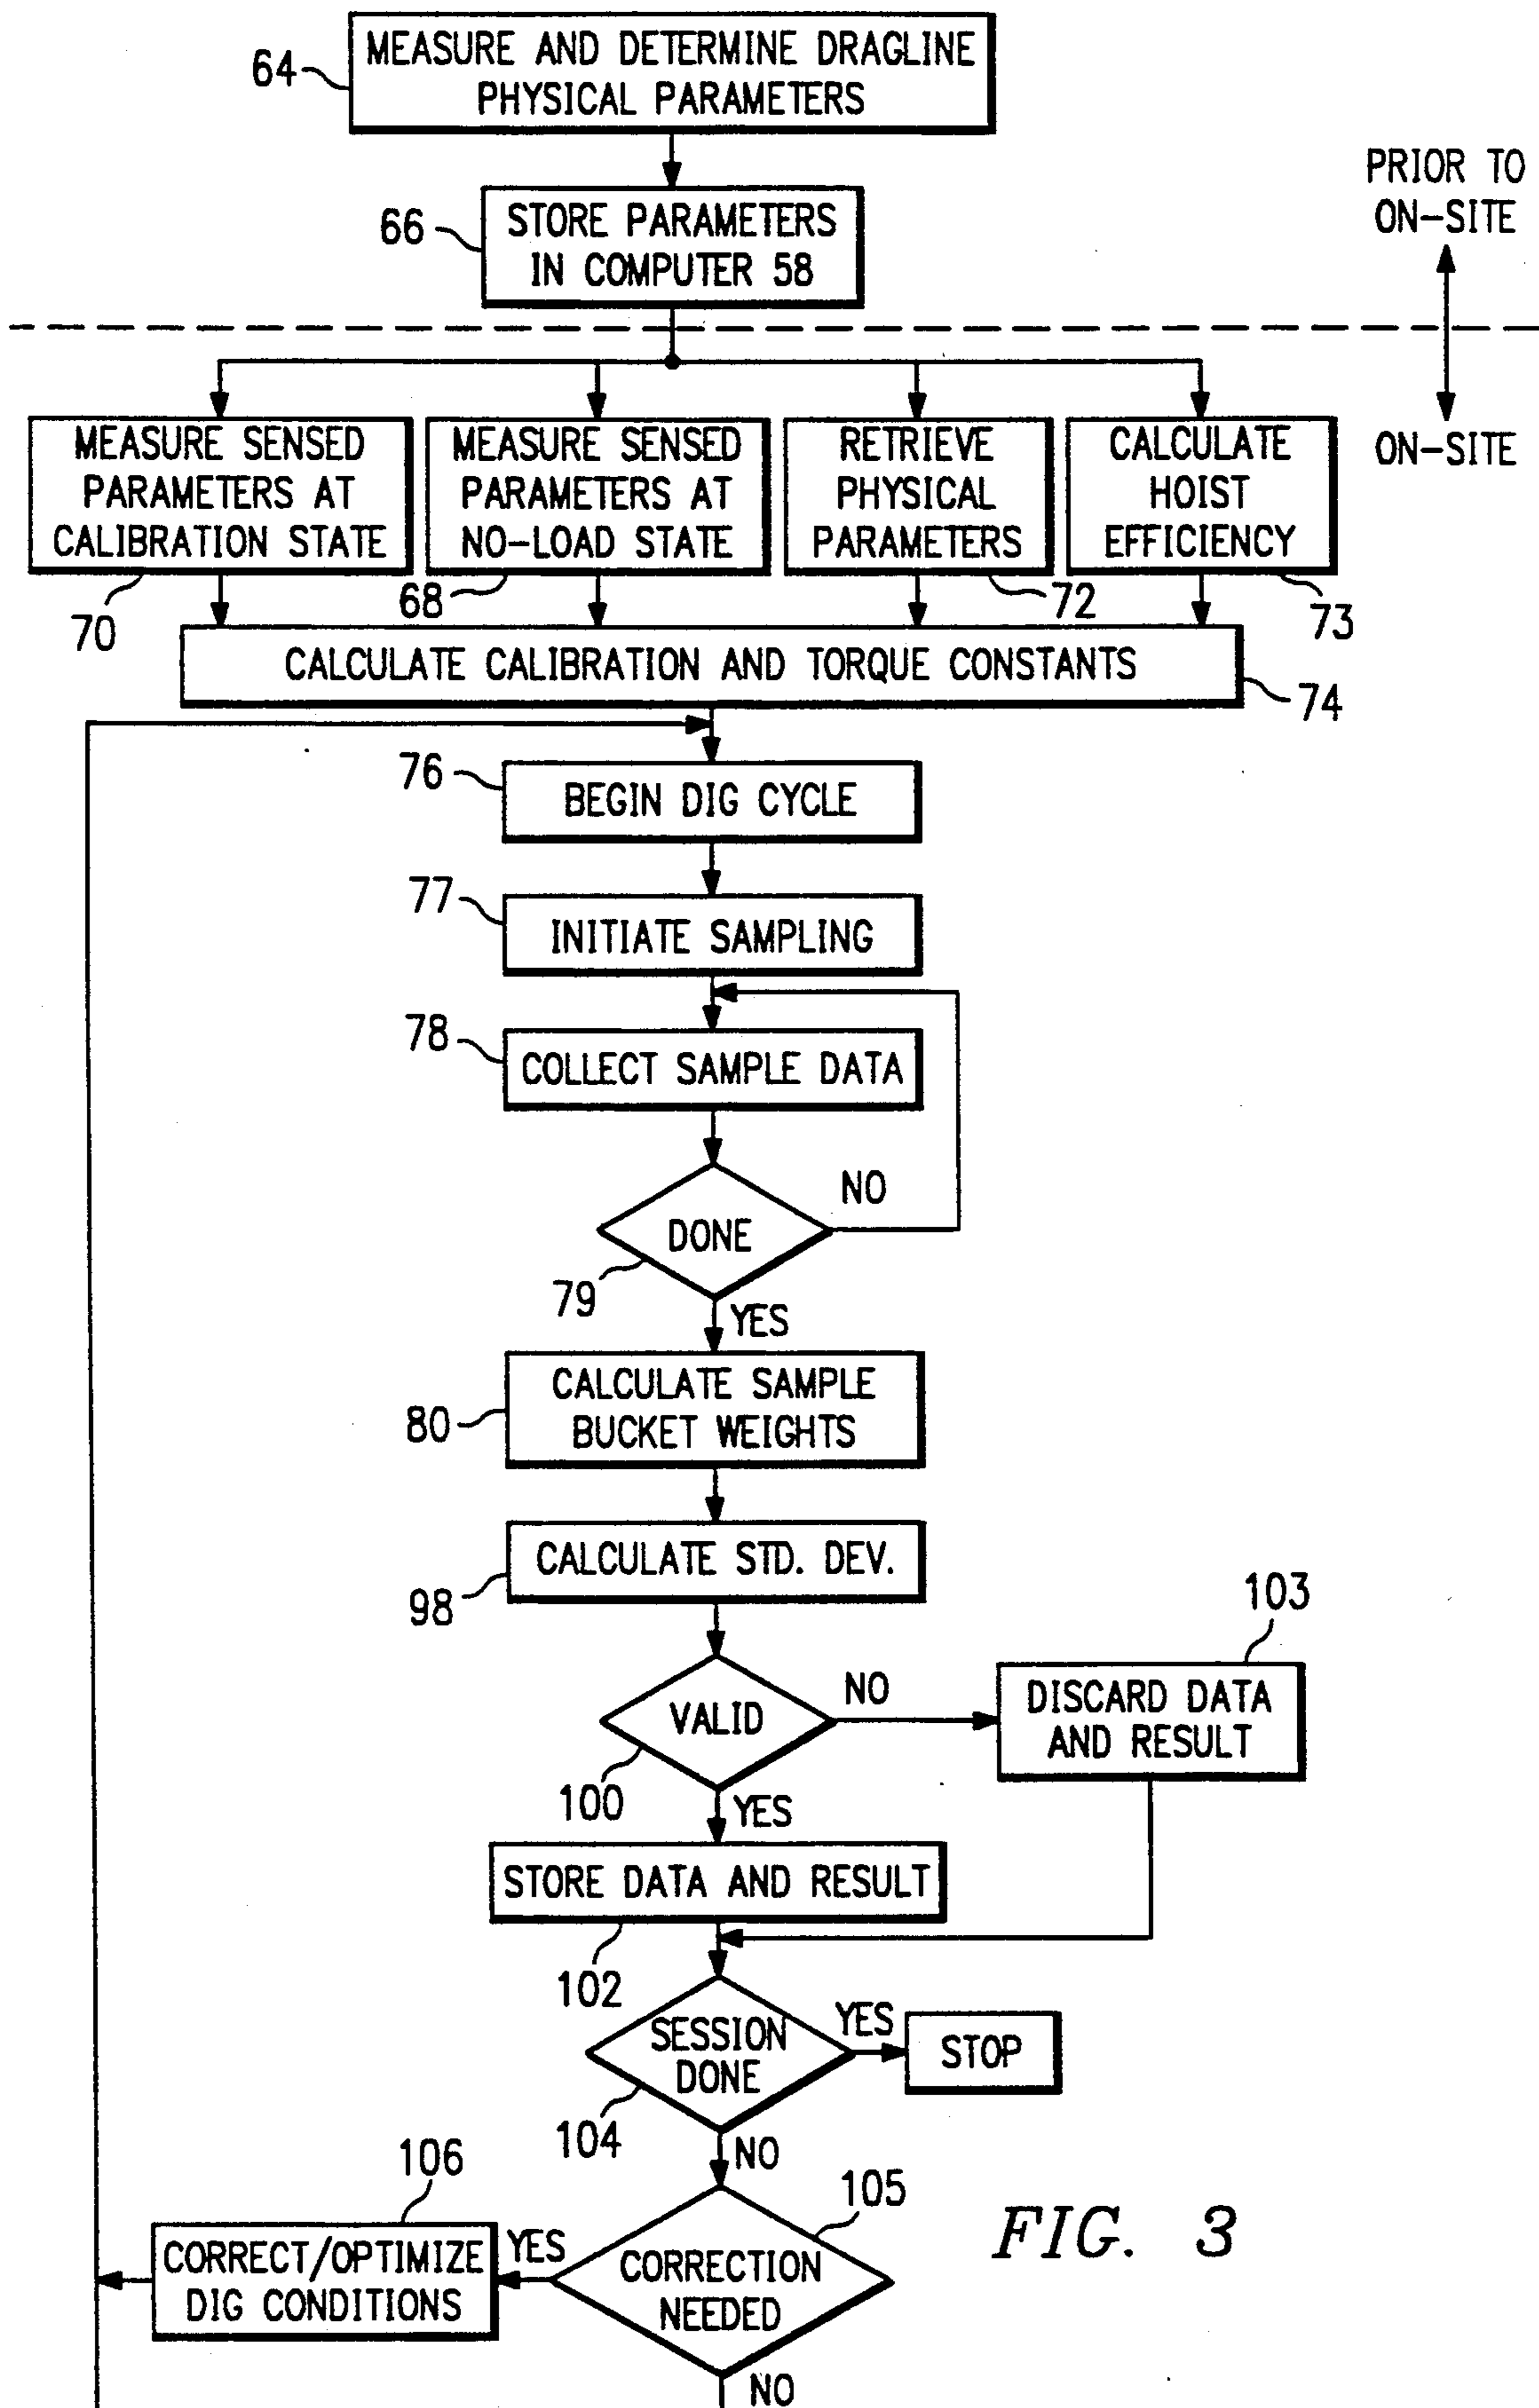 64
MEASURE AND DETERMINE DRAGLINE
PHYSICAL PARAMETERS
PRIOR TO
ON-SITE
66
STORE PARAMETERS
IN COMPUTER 58
ON-SITE
MEASURE SENSED
PARAMETERS AT
CALIBRATION STATE
70
MEASURE SENSED
PARAMETERS AT
NO-LOAD STATE
68
RETRIEVE
PHYSICAL
PARAMETERS
72
CALCULATE
HOIST
EFFICIENCY
73
CALCULATE CALIBRATION AND TORQUE CONSTANTS
74
76
BEGIN DIG CYCLE
77
INITIATE SAMPLING
78
COLLECT SAMPLE DATA
NO
DONE
79
YES
CALCULATE SAMPLE
BUCKET WEIGHTS
80
CALCULATE STD. DEV.
98
103
VALID
NO
DISCARD DATA
AND RESULT
100
YES
STORE DATA AND RESULT
102
SESSION
DONE
YES
STOP
104
NO
106
105
CORRECT/OPTIMIZE
DIG CONDITIONS
YES
CORRECTION
NEEDED
NO
FIG. 3